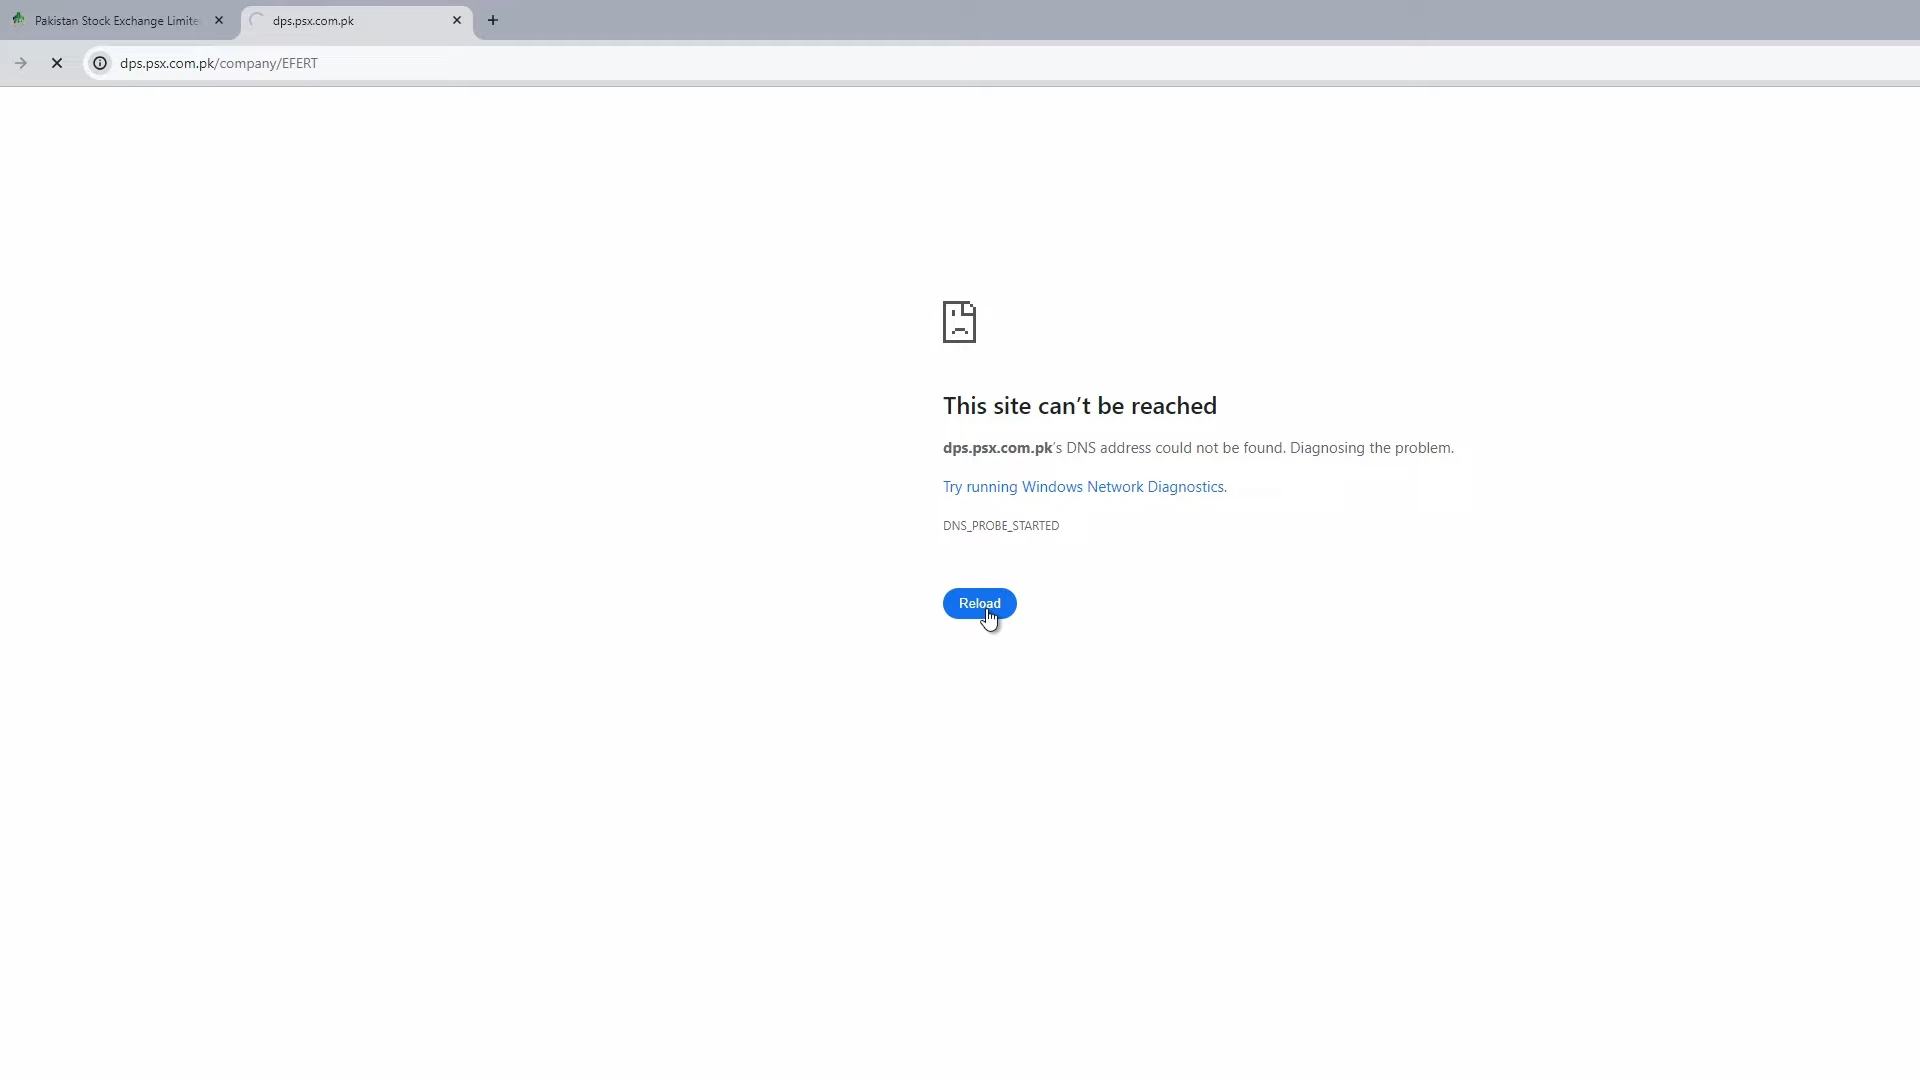 Pakistan Stock Exchange Limite
dps.psx.com.pk
dps.psx.com.pk/company/EFERT
This site can’t be reached
dps.psx.com.pk’s DNS address could not be found. Diagnosing the problem.
Try running Windows Network Diagnostics.
DNS_PROBE_STARTED
Reload